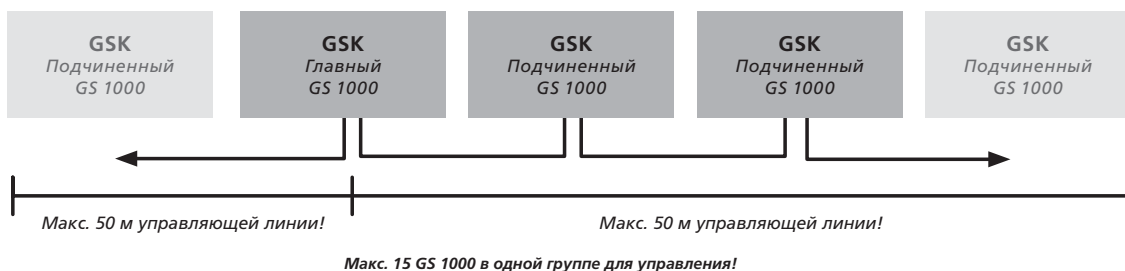 GSK
Подчиненный
GS 1000
GSK
Главный
GS 1000
GSK
Подчиненный
GS 1000
GSK
Подчиненный
GS 1000
GSK
Подчиненный
GS 1000
Макс. 50 м управляющей линии!
Макс. 50 м управляющей линии!
Макс. 15 GS 1000 в одной группе для управления!